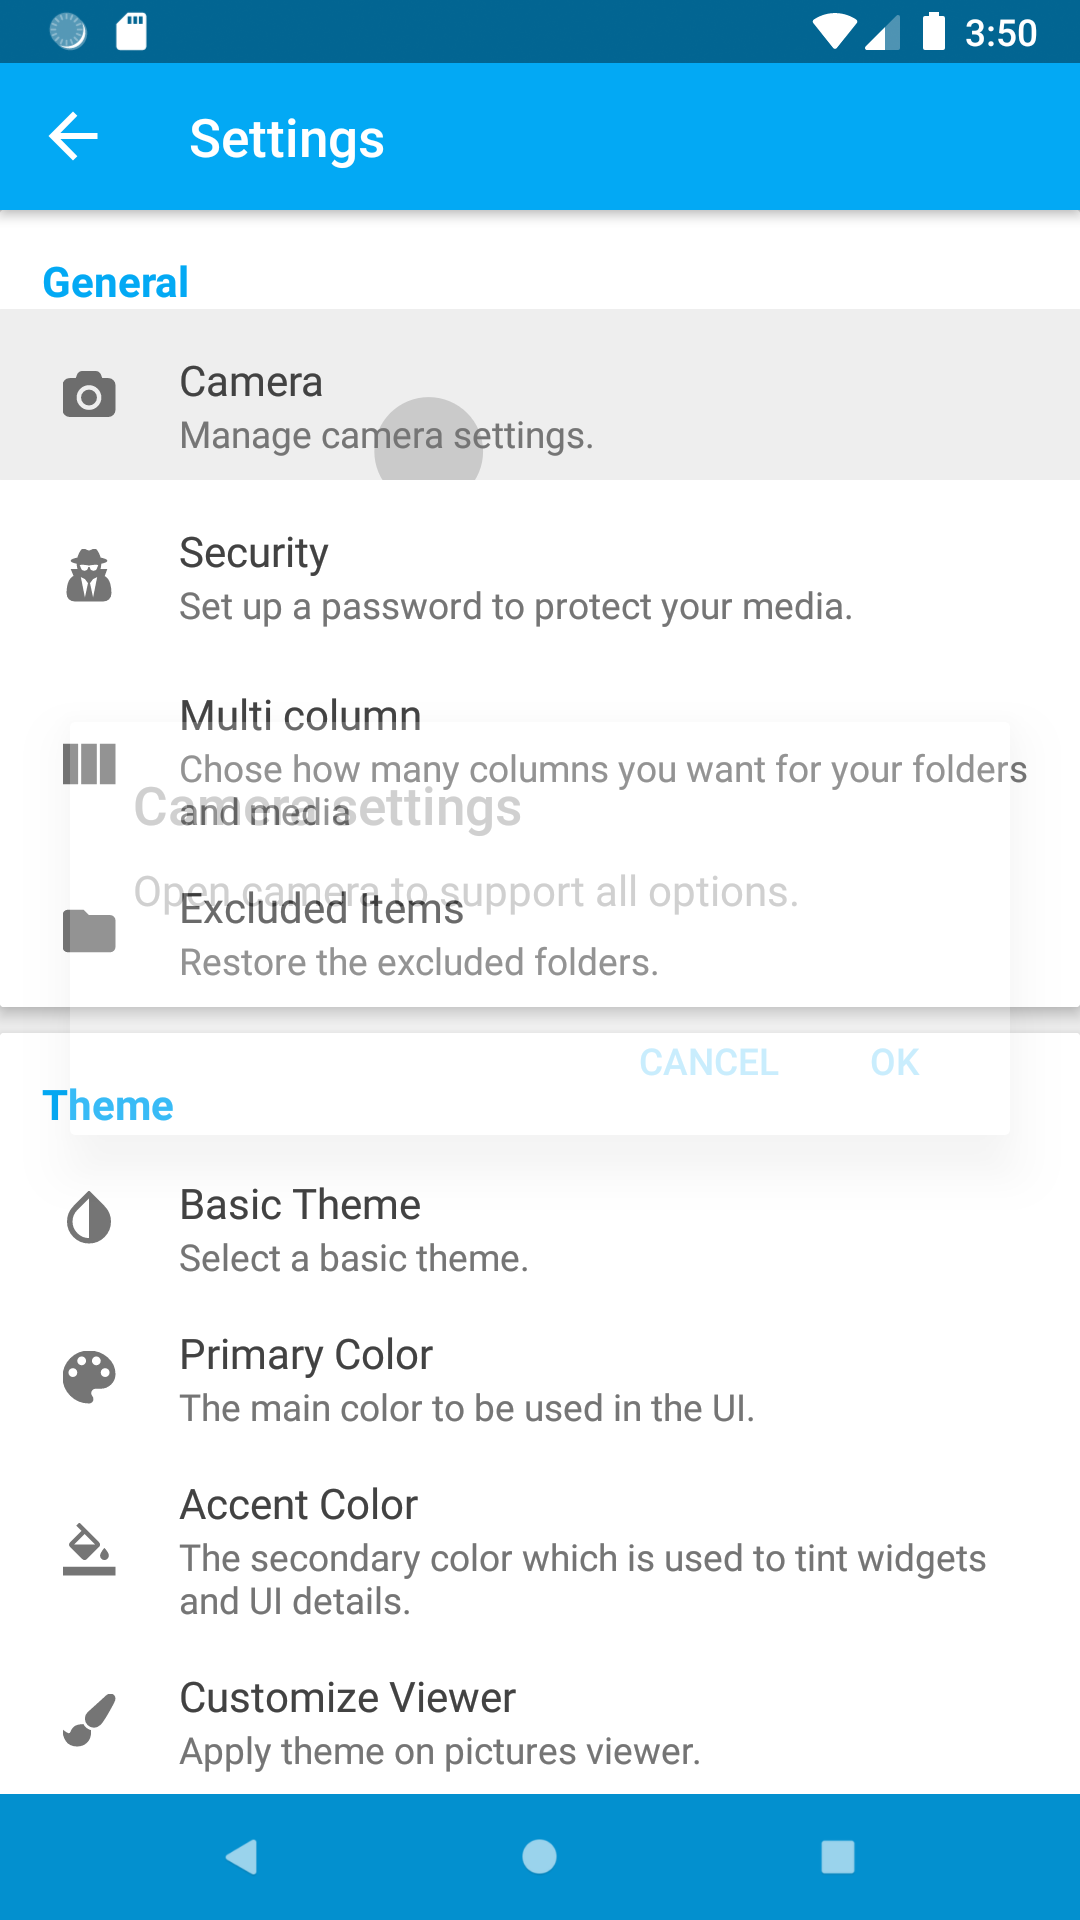 3:50
Settings
General
Camera
Manage camera settings.
Security
Set up a password to protect your media.
Multi column
Chose how many columns you want for your folders
and media
Camera settings
Open camera to support all options.
Excluded Items
Restore the excluded folders.
CANCEL OK
Theme
Basic Theme
Select a basic theme.
Primary Color
The main color to be used in the UI.
Accent Color
The secondary color which is used to tint widgets
and UI details.
Customize Viewer
Apply theme on pictures viewer.